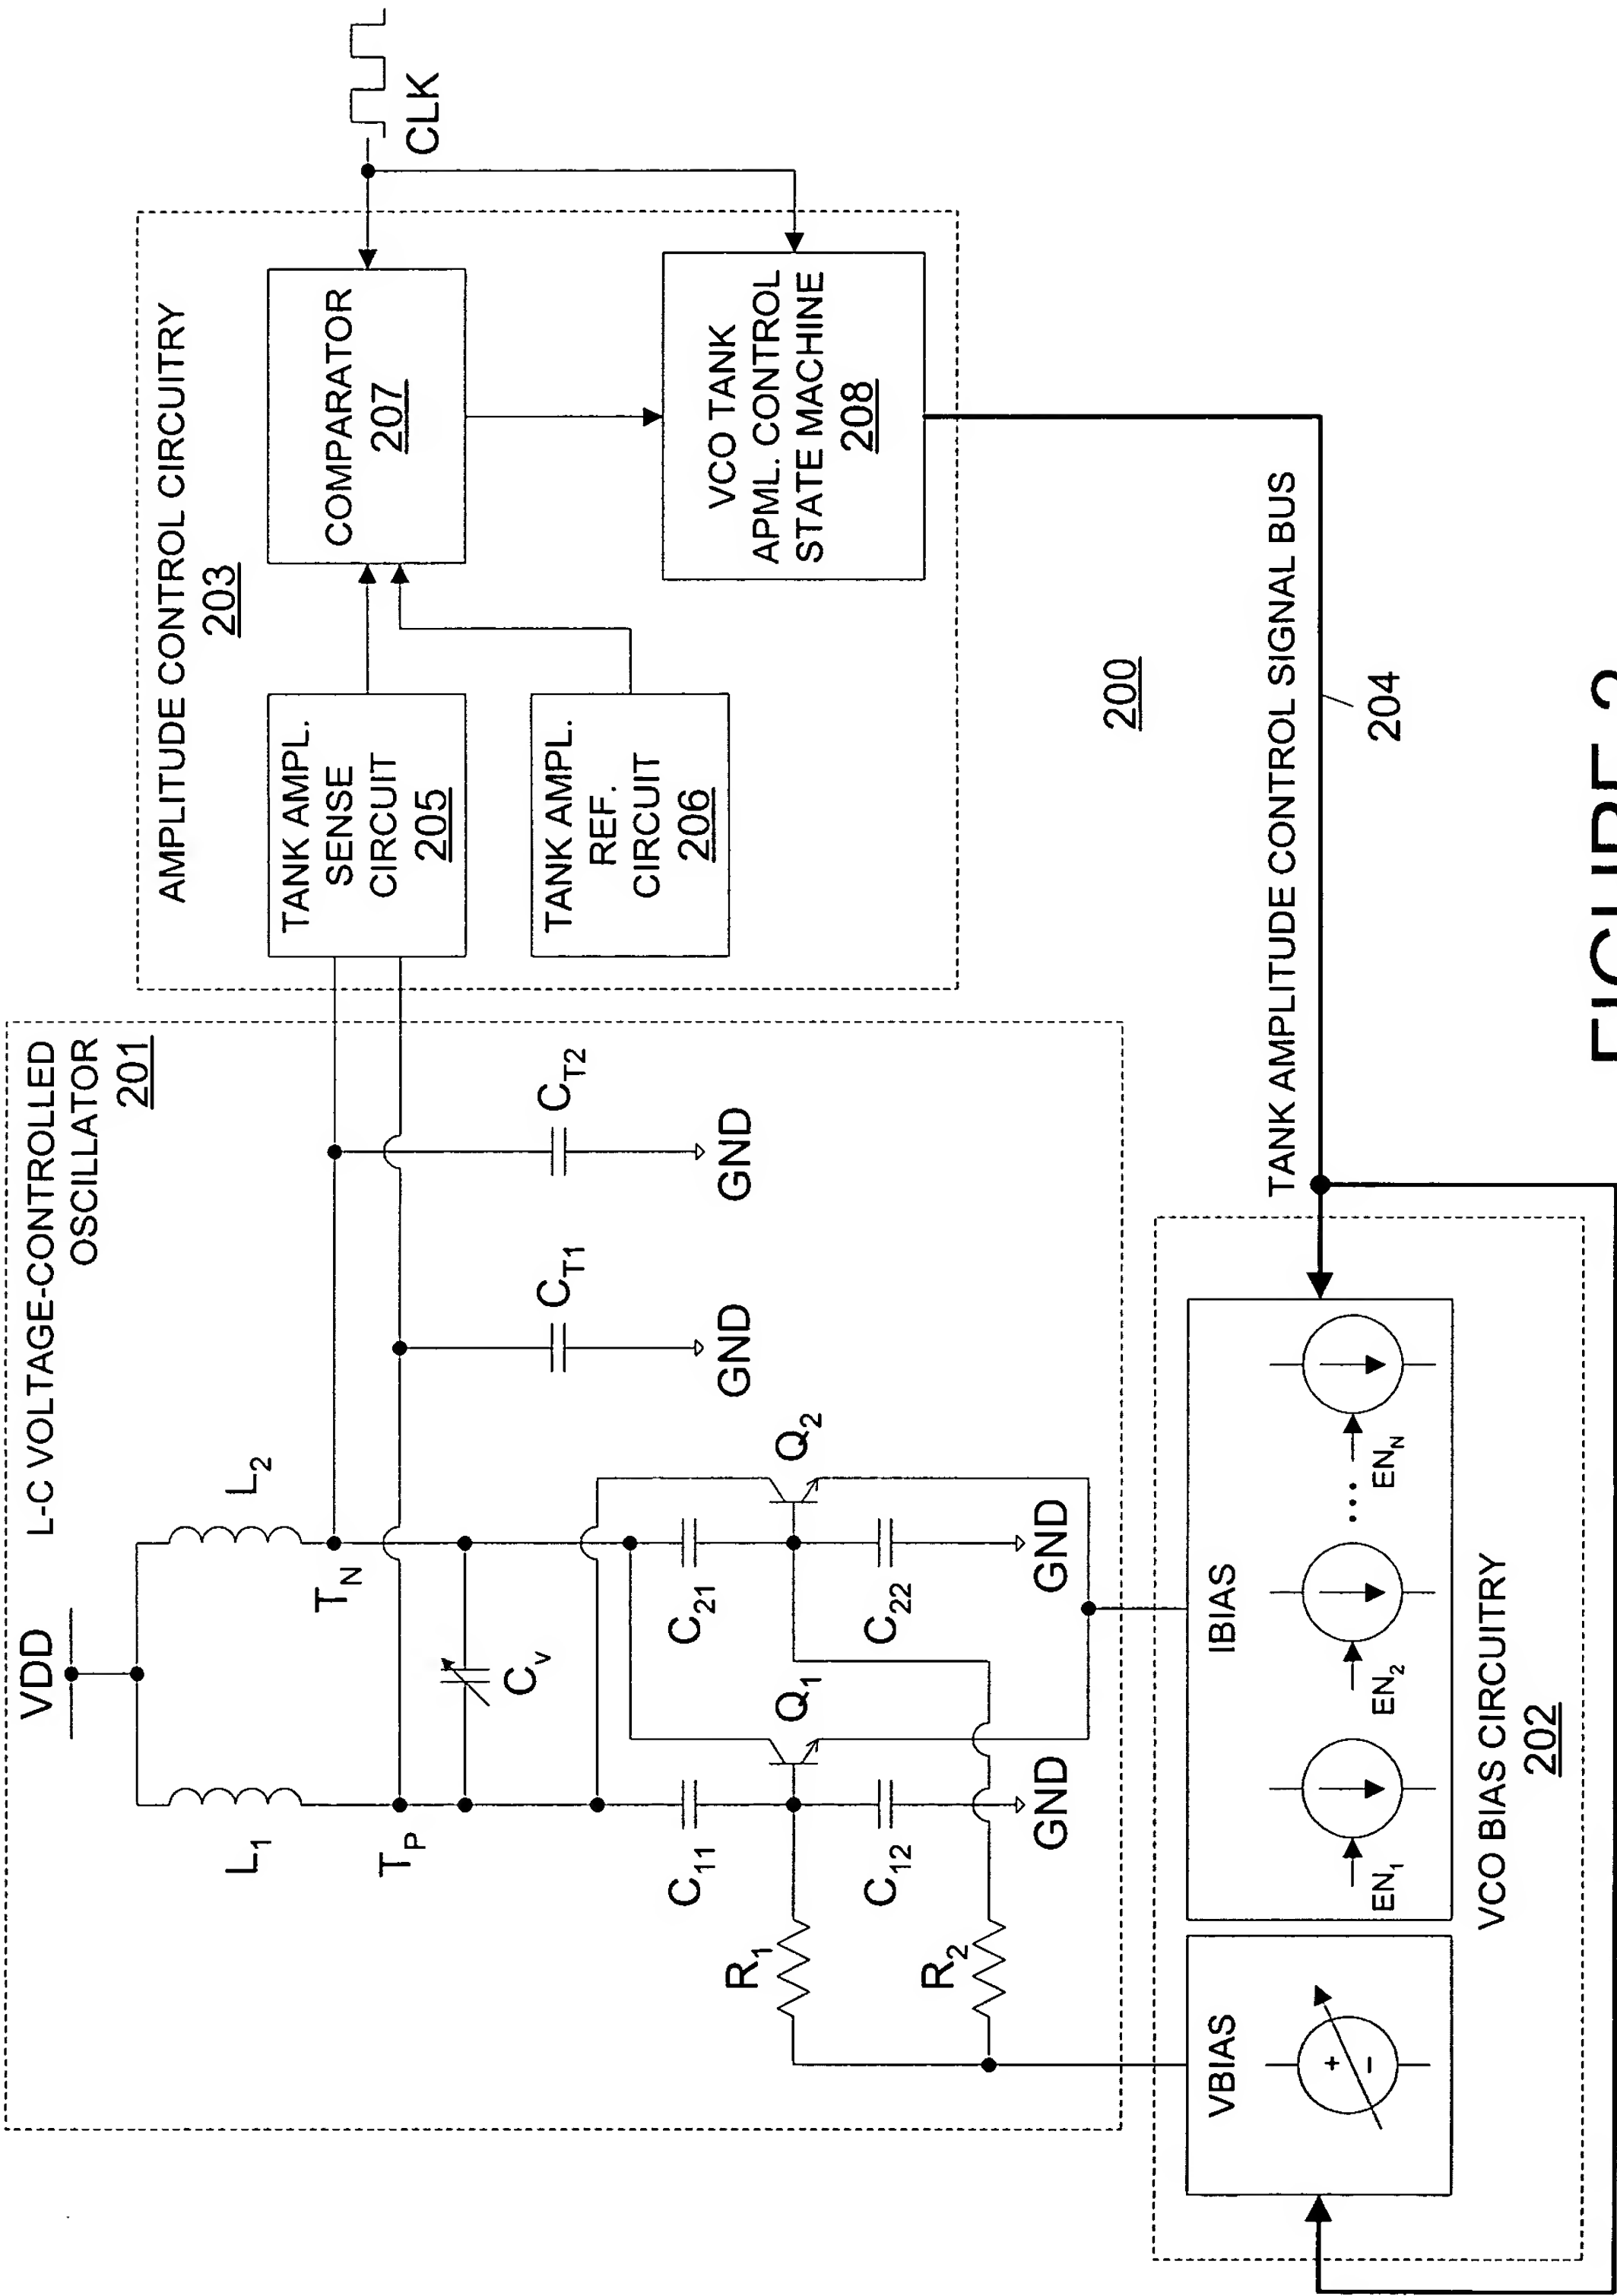 VDD
L-C VOLTAGE-CONTROLLED
OSCILLATOR
201
L1
L2
TP
TN
Cv
C11
C12
C21
C22
Q1
Q2
R1
R2
GND
GND
CT1
CT2
GND
GND
AMPLITUDE CONTROL CIRCUITRY
203
TANK AMPL.
SENSE
CIRCUIT
205
TANK AMPL.
REF.
CIRCUIT
206
COMPARATOR
207
VCO TANK
APML. CONTROL
STATE MACHINE
208
CLK
200
TANK AMPLITUDE CONTROL SIGNAL BUS
204
VBIAS
+
-
IBIAS
EN1
EN2
...
ENN
VCO BIAS CIRCUITRY
202